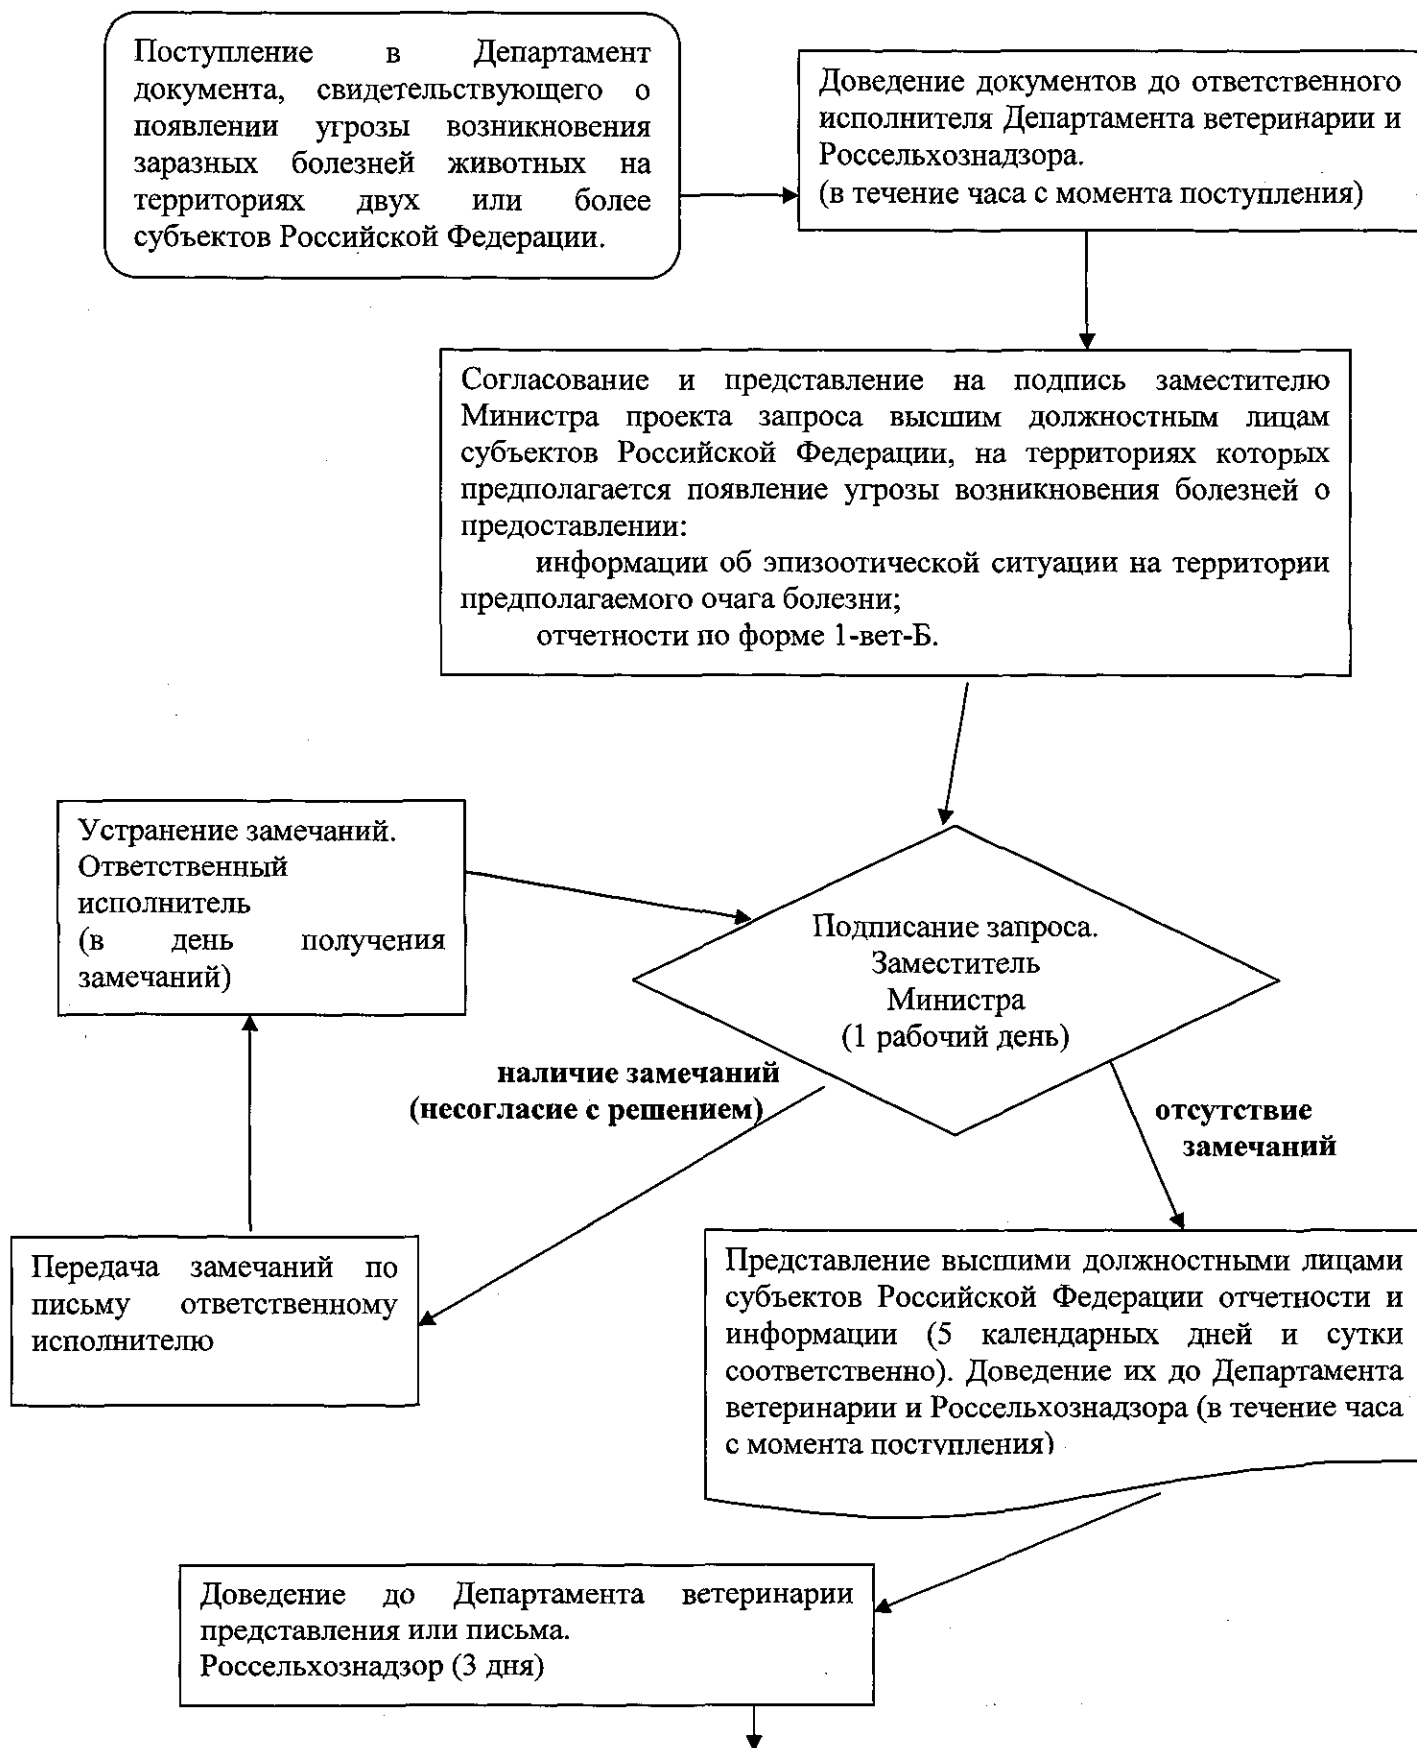 Поступление в Департамент
документа, свидетельствующего о
появлении угрозы возникновения
заразных болезней животных на
территориях двух или более
субъектов Российской Федерации.
Доведение документов до ответственного
исполнителя Департамента ветеринарии и
Россельхознадзора.
(в течение часа с момента поступления)
Согласование и представление на подпись заместителю
Министра проекта запроса высшим должностным лицам
субъектов Российской Федерации, на территориях которых
предполагается появление угрозы возникновения болезней о
предоставлении:
информации об эпизоотической ситуации на территории
предполагаемого очага болезни;
отчетности по форме 1-вет-Б.
Устранение замечаний.
Ответственный
исполнитель
(в день получения
замечаний)
Подписание запроса.
Заместитель
Министра
(1 рабочий день)
наличие замечаний
(несогласие с решением)
отсутствие
замечаний
Передача замечаний по
письму ответственному
исполнителю
Представление высшими должностными лицами
субъектов Российской Федерации отчетности и
информации (5 календарных дней и сутки
соответственно). Доведение их до Департамента
ветеринарии и Россельхознадзора (в течение часа
с момента поступления)
Доведение до Департамента ветеринарии
представления или письма.
Россельхознадзор (3 дня)